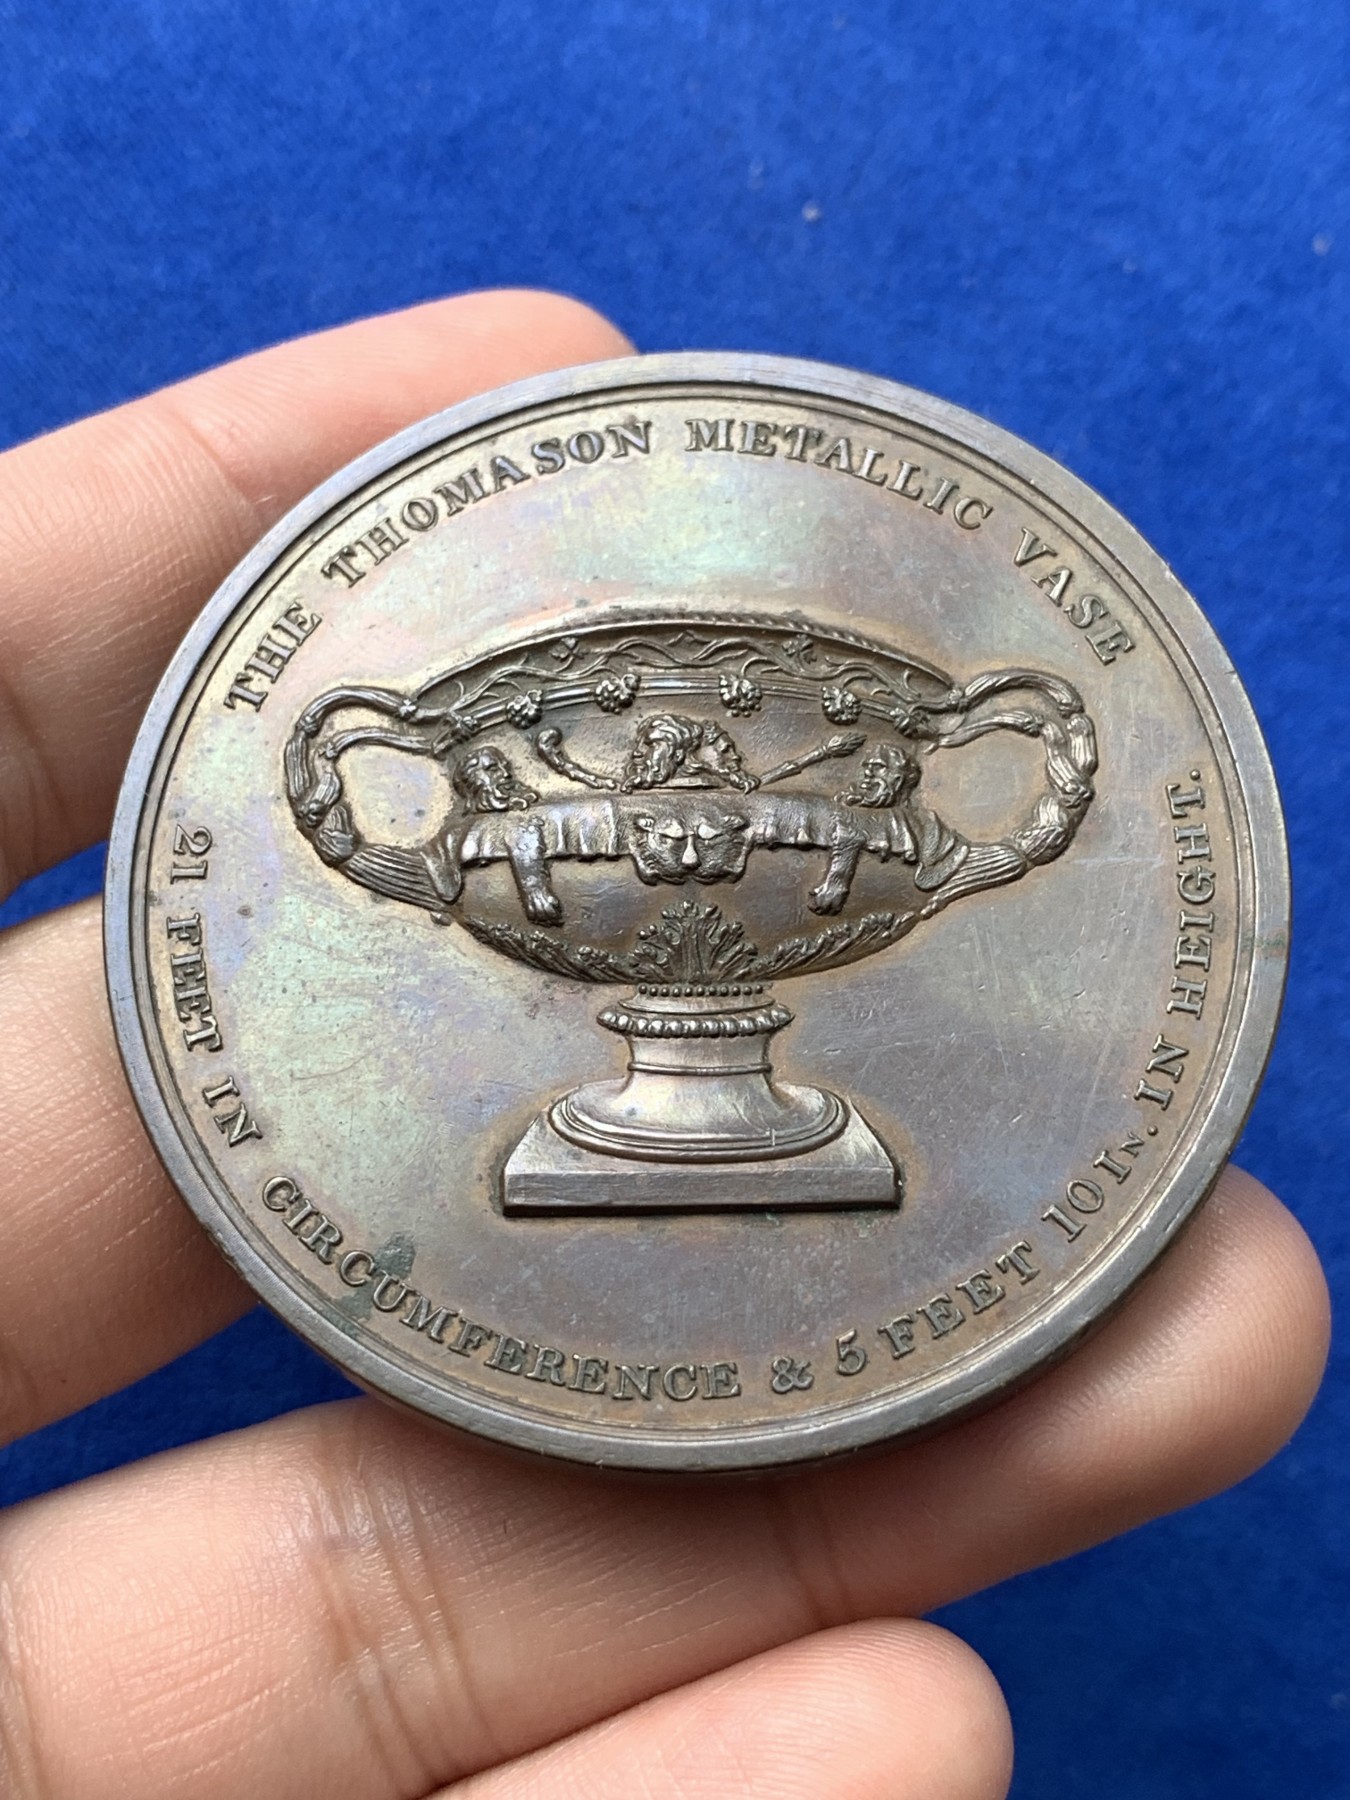 THE THOMASON METALLIC VASE
21 FEET IN CIRCUMFERENCE & 5 FEET 10 IN. IN HEIGHT.